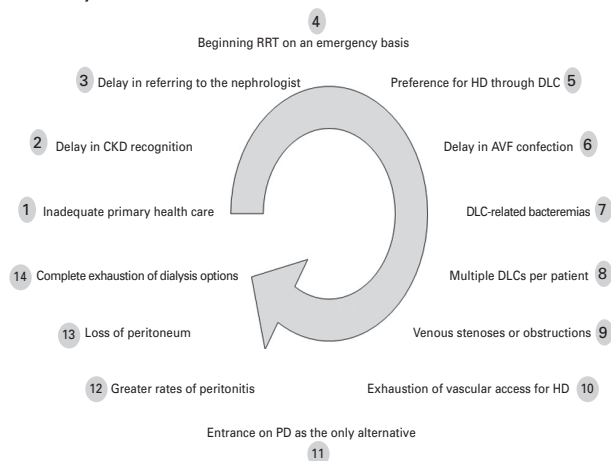 4
Beginning RRT on an emergency basis
3 Delay in referring to the nephrologist
Preference for HD through DLC 5
2 Delay in CKD recognition
Delay in AVF confection 6
1 Inadequate primary health care
DLC-related bacteremias 7
14 Complete exhaustion of dialysis options
Multiple DLCs per patient 8
13 Loss of peritoneum
Venous stenoses or obstructions 9
12 Greater rates of peritonitis
Exhaustion of vascular access for HD 10
Entrance on PD as the only alternative
11